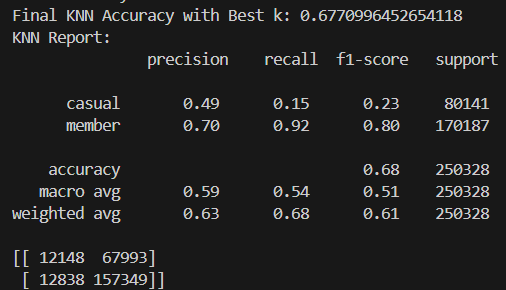 Final KNN Accuracy with Best k: 0.6770996452654118
KNN Report:
              precision    recall  f1-score   support

      casual       0.49      0.15      0.23     80141
      member       0.70      0.92      0.80    170187

    accuracy                           0.68    250328
   macro avg       0.59      0.54      0.51    250328
weighted avg       0.63      0.68      0.61    250328

[[ 12148  67993]
 [ 12838 157349]]